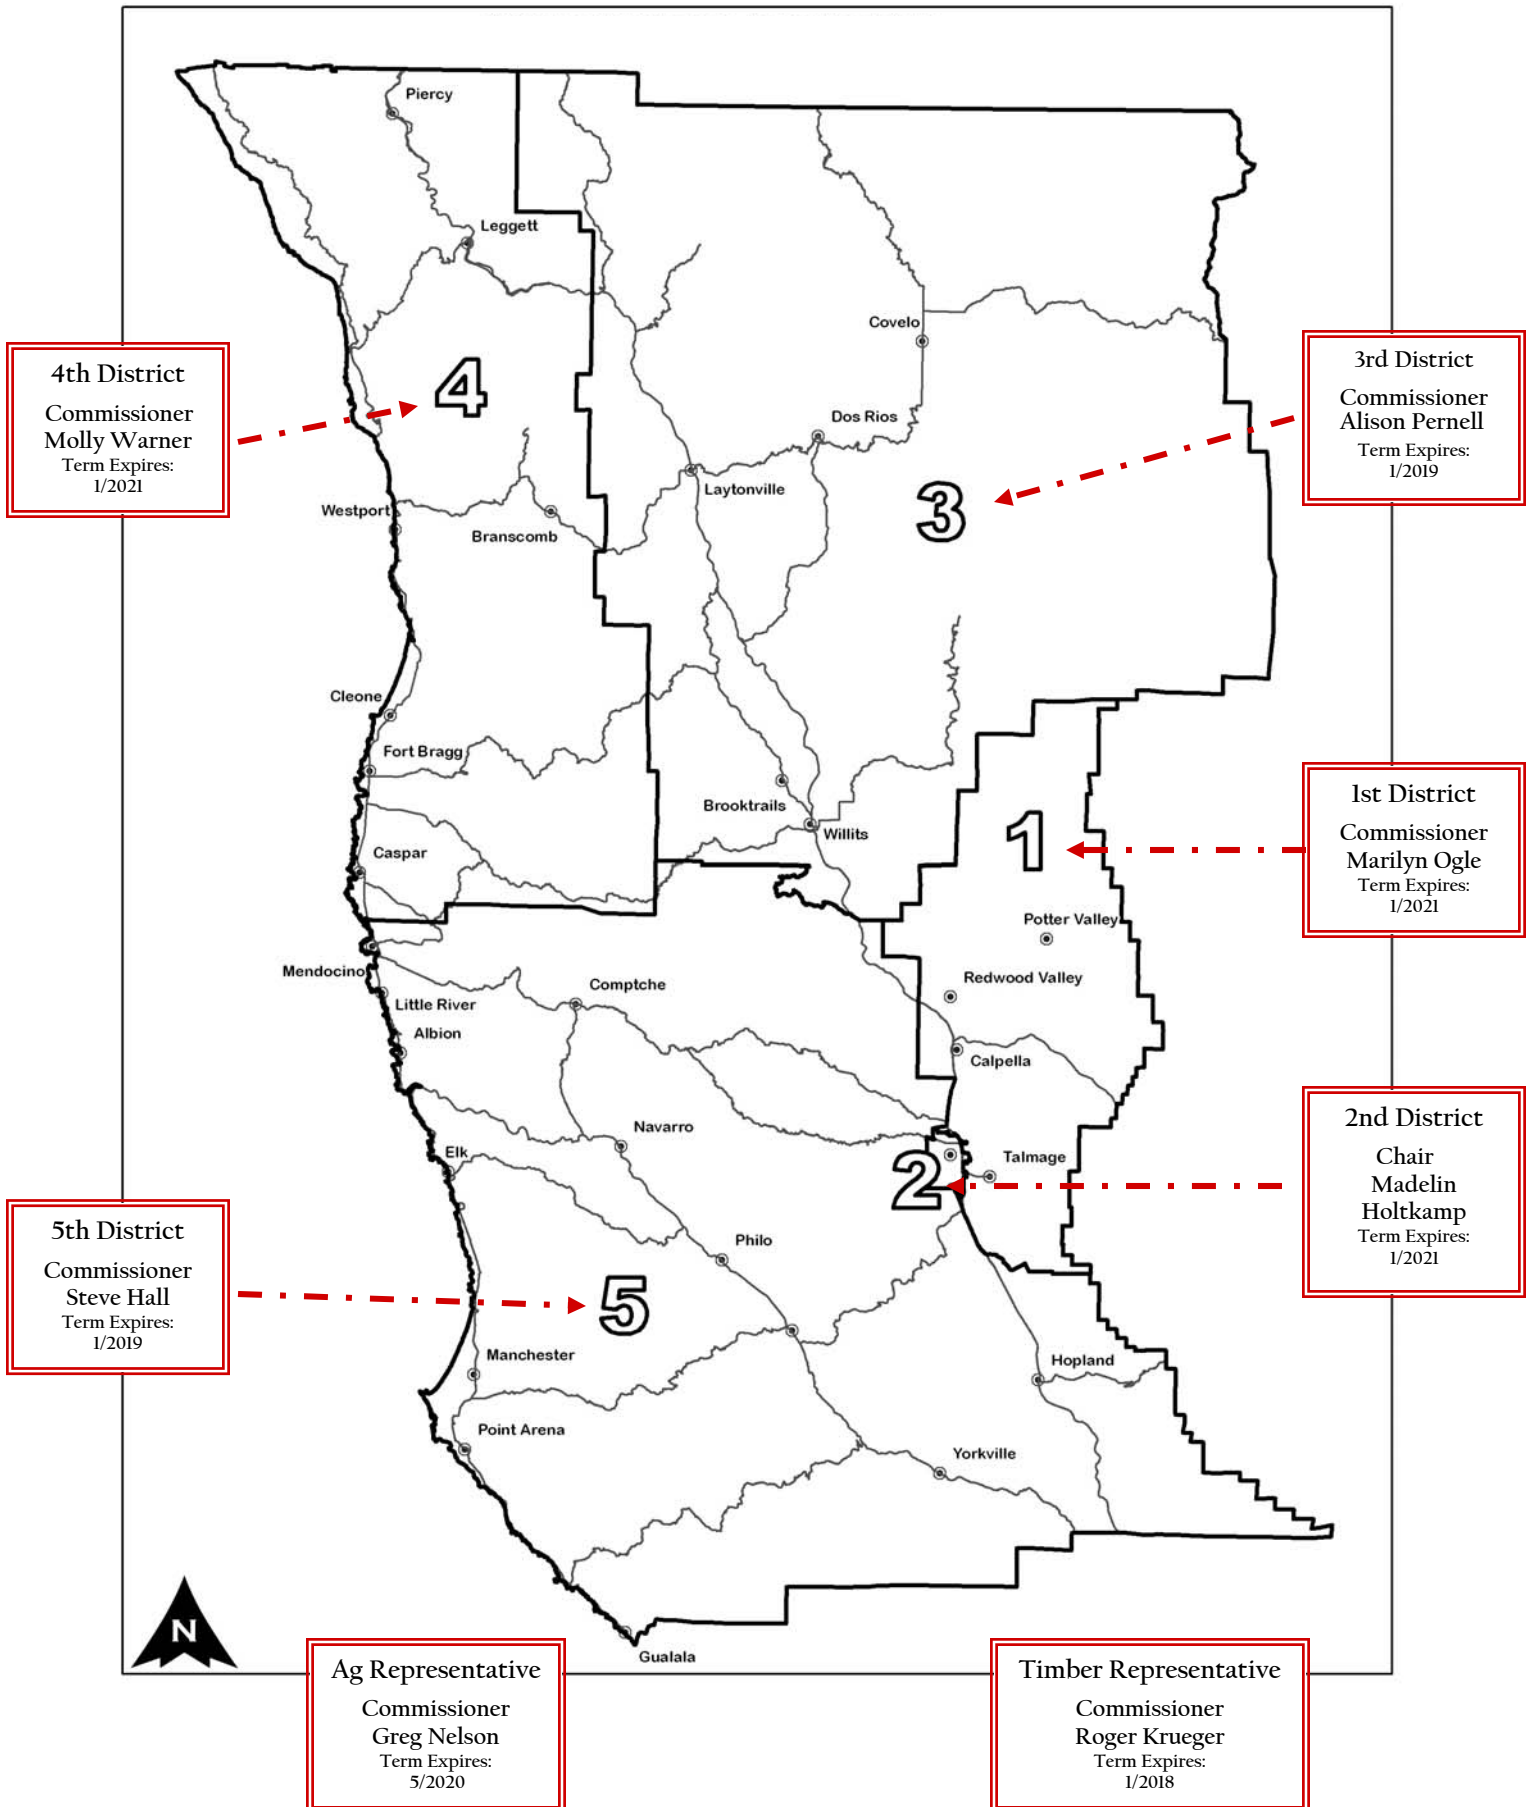 Piercy
Leggett
Covelo
4th District
Commissioner
Molly Warner
Term Expires:
1/2021
4
3rd District
Commissioner
Alison Pernell
Term Expires:
1/2019
Dos Rios
Laytonville
3
Westport
Branscomb
Cleone
Fort Bragg
Brooktrails
Willits
Caspar
1
1st District
Commissioner
Marilyn Ogle
Term Expires:
1/2021
Potter Valley
Mendocino
Redwood Valley
Comptche
Little River
Albion
Calpella
Navarro
Elk
Talmage
2
2nd District
Chair
Madelin
Holtkamp
Term Expires:
1/2021
5th District
Commissioner
Steve Hall
Term Expires:
1/2019
Philo
5
Manchester
Hopland
Point Arena
Yorkville
N
Gualala
Ag Representative
Commissioner
Greg Nelson
Term Expires:
5/2020
Timber Representative
Commissioner
Roger Krueger
Term Expires:
1/2018